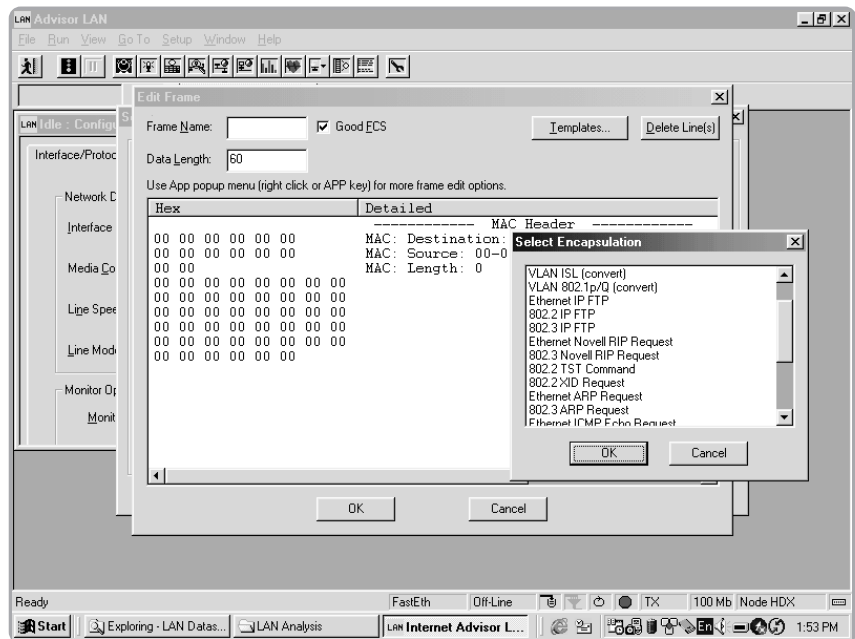 LAN Advisor LAN
File Run View Go To Setup Window Help
Edit Frame
LAN Idle : Config
Frame Name:
Good FCS
Templates...
Delete Line(s)
Interface/Protoc
Data Length: 60
Use App popup menu (right click or APP key) for more frame edit options.
Network D
Hex Detailed
------------ MAC Header ------------
Interface
00 00 00 00 00 00 MAC: Destination:
00 00 00 00 00 00 MAC: Source: 00-0
00 00 MAC: Length: 0
00 00 00 00 00 00 00 00
00 00 00 00 00 00 00 00
00 00 00 00 00 00 00 00
00 00 00 00 00 00 00 00
00 00 00 00 00 00 00 00
00 00 00 00 00 00
Media Co
Line Spee
Line Mod
Monitor Op
Monit
Select Encapsulation
VLAN ISL (convert)
VLAN 802.1p/Q (convert)
Ethernet IP FTP
802.2 IP FTP
802.3 IP FTP
Ethernet Novell RIP Request
802.3 Novell RIP Request
802.2 TST Command
802.2 XID Request
Ethernet ARP Request
802.3 ARP Request
Ethernet ICMP Echo Request
OK Cancel
OK Cancel
Ready FastEth Off-Line TX 100 Mb Node HDX
Start Exploring - LAN Datas... LAN Analysis LAN Internet Advisor L... En 1:53 PM